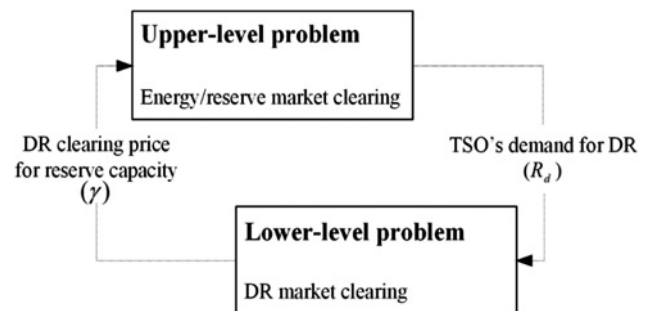 Upper-level problem
Energy/reserve market clearing
DR clearing price
for reserve capacity
(γ)
TSO's demand for DR
(R_d)
Lower-level problem
DR market clearing